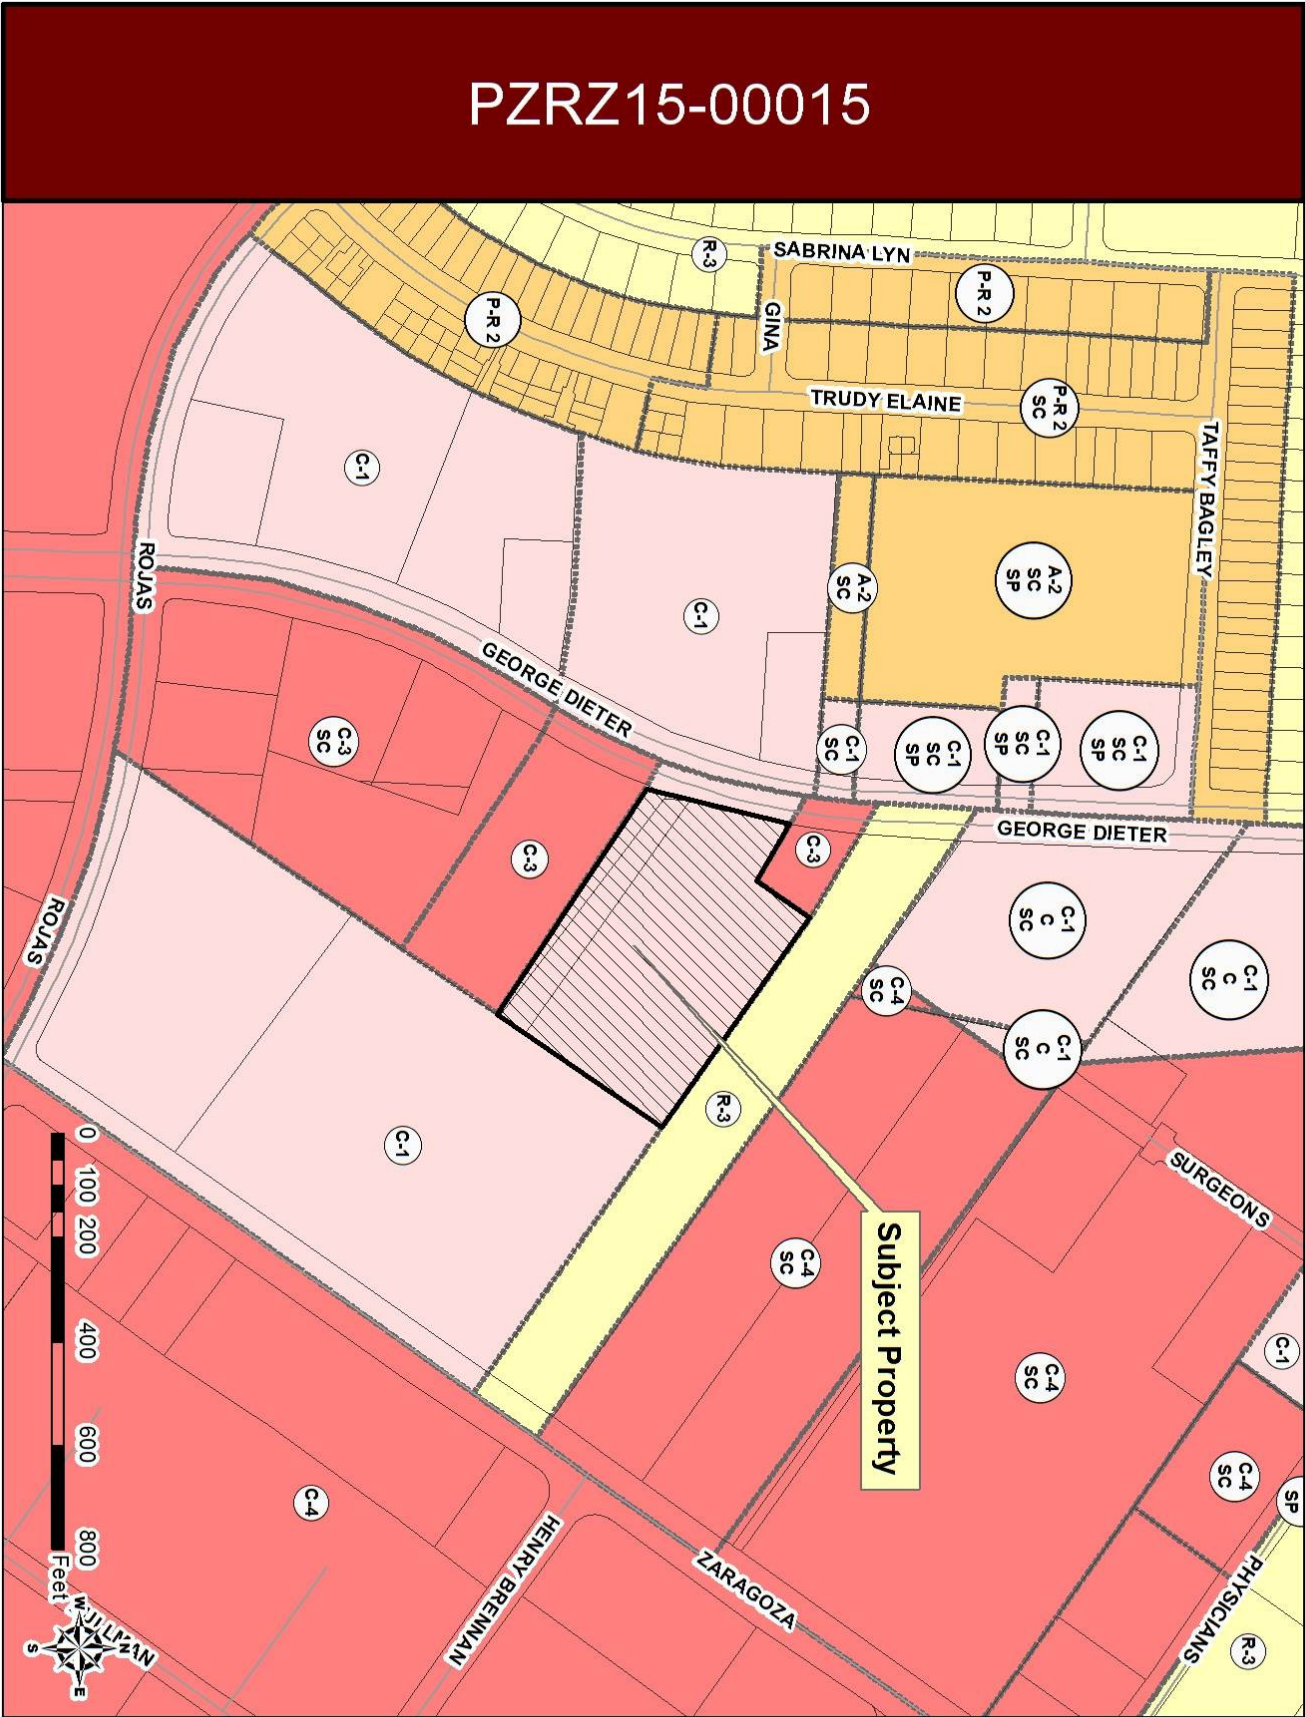 PZRZ15-00015
SABRINA LYN
R-3
P-R 2
P-R 2
GINA
TRUDY ELAINE
P-R 2
SC
TAFFY BAGLEY
C-1
C-1
A-2
SC
A-2
SC
SP
ROJAS
GEORGE DIETER
C-1
SC
C-1
SC
SP
C-1
SC
SP
C-1
SC
SP
C-3
SC
C-3
C-3
GEORGE DIETER
C-1
C
SC
C-1
C
SC
C-4
SC
C-1
C
SC
ROJAS
R-3
C-1
SURGEONS
Subject Property
C-4
SC
C-4
SC
C-1
C-4
SC
SP
C-4
HENRY BRENNAN
ZARAGOZA
PHYSICIANS
R-3
0 100 200 400 600 800
Feet
W
N
S
E